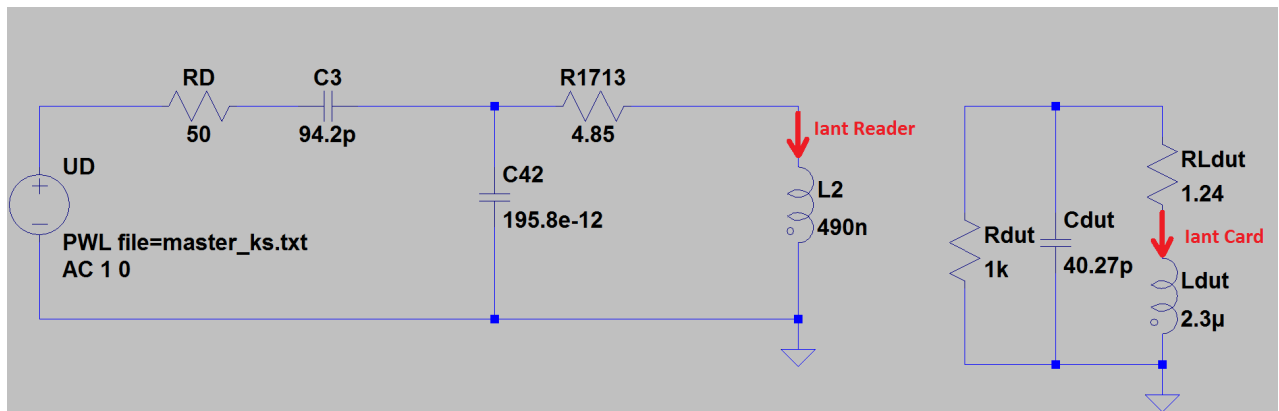 RD
50
C3
94.2p
R1713
4.85
Iant Reader
UD
PWL file=master_ks.txt
AC 1 0
C42
195.8e-12
L2
490n
Rdut
1k
Cdut
40.27p
RLdut
1.24
Iant Card
Ldut
2.3µ